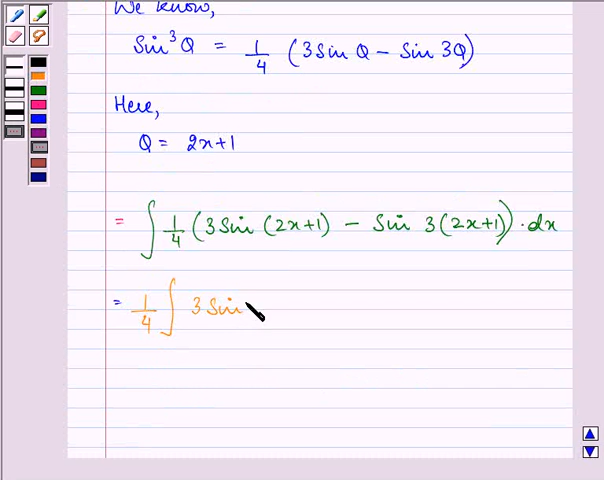 We know,
Sin³Q = 1/4 (3Sin Q - Sin 3Q)
Here,
Q = 2x+1
= ∫ 1/4 (3Sin (2x+1) - Sin 3(2x+1)) · dx
= 1/4 ∫ 3 Sin